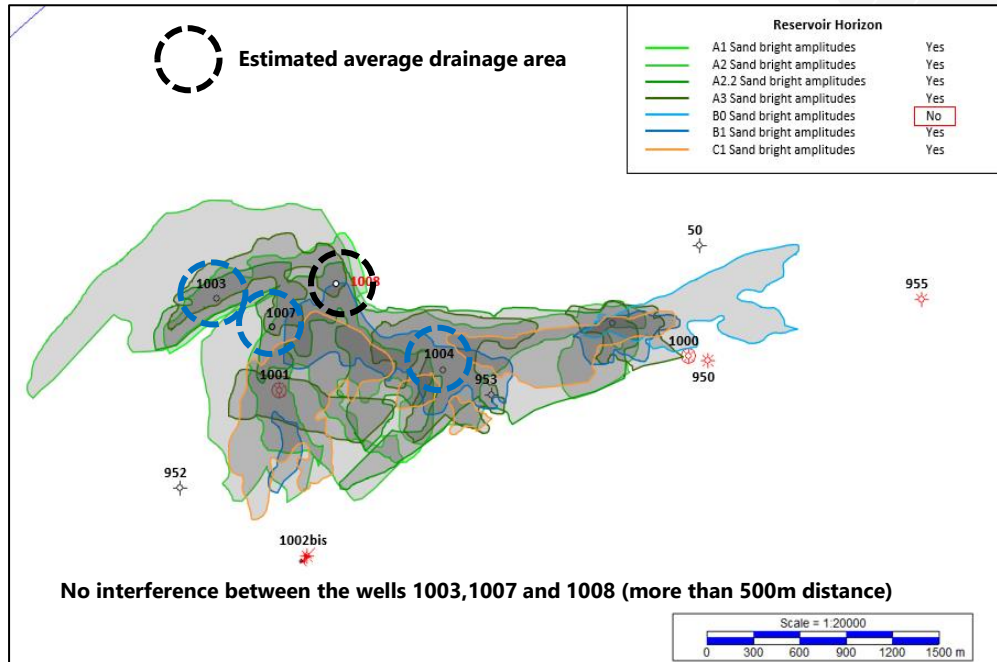 Estimated average drainage area
Reservoir Horizon
A1 Sand bright amplitudes Yes
A2 Sand bright amplitudes Yes
A2.2 Sand bright amplitudes Yes
A3 Sand bright amplitudes Yes
B0 Sand bright amplitudes No
B1 Sand bright amplitudes Yes
C1 Sand bright amplitudes Yes
50
1003
1008
955
1007
1004
1000
1001
950
953
952
1002bis
No interference between the wells 1003,1007 and 1008 (more than 500m distance)
Scale = 1:20000
0 300 600 900 1200 1500 m